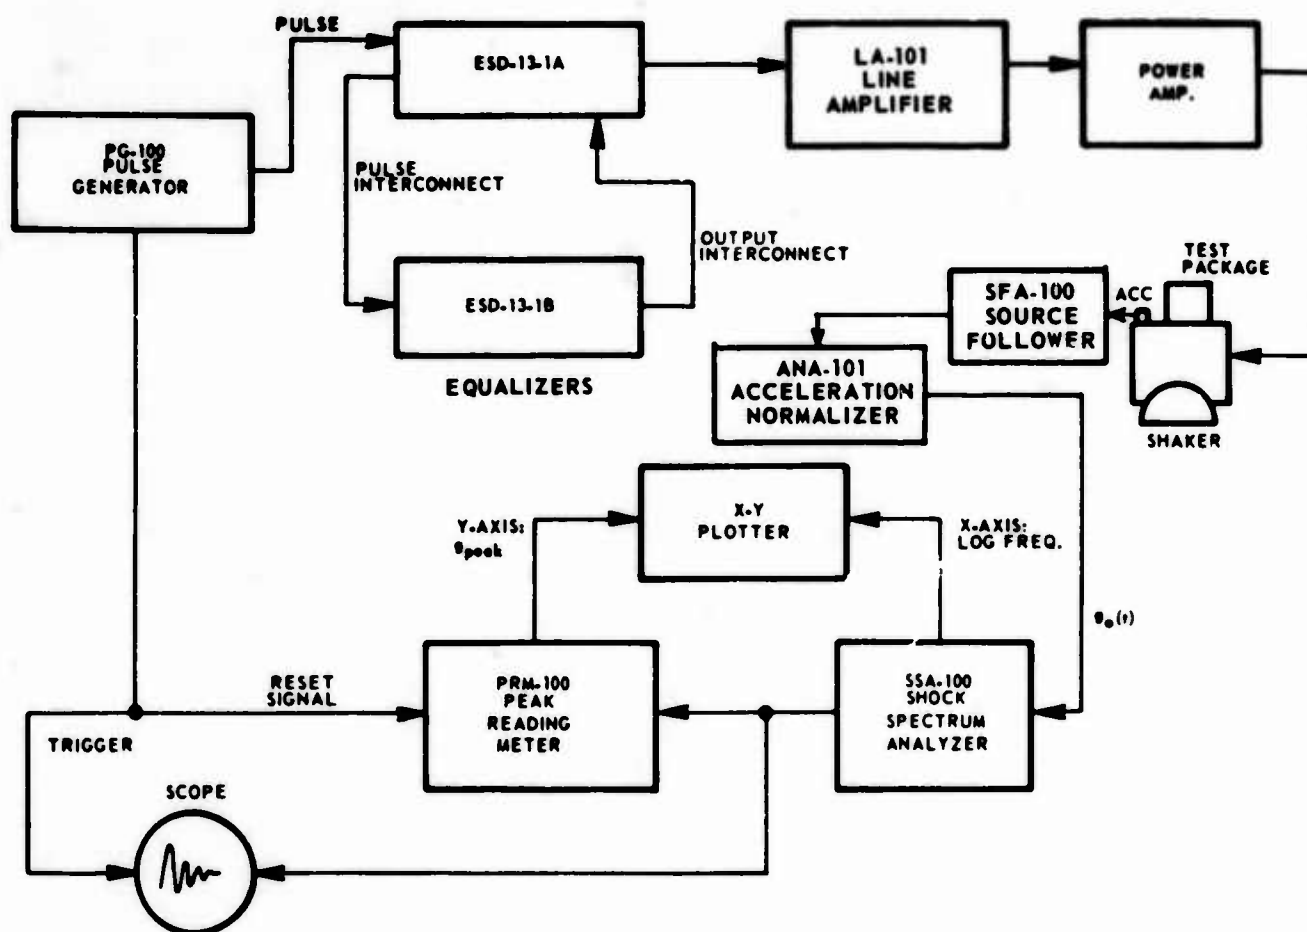 PULSE
ESD-13-1A
LA-101
LINE
AMPLIFIER
POWER
AMP.
PG-100
PULSE
GENERATOR
PULSE
INTERCONNECT
OUTPUT
INTERCONNECT
ESD-13-1B
EQUALIZERS
TEST
PACKAGE
ACC
SFA-100
SOURCE
FOLLOWER
ANA-101
ACCELERATION
NORMALIZER
SHAKER
X-Y
PLOTTER
Y-AXIS:
g peak
X-AXIS:
LOG FREQ.
g₀(t)
RESET
SIGNAL
PRM-100
PEAK
READING
METER
SSA-100
SHOCK
SPECTRUM
ANALYZER
TRIGGER
SCOPE